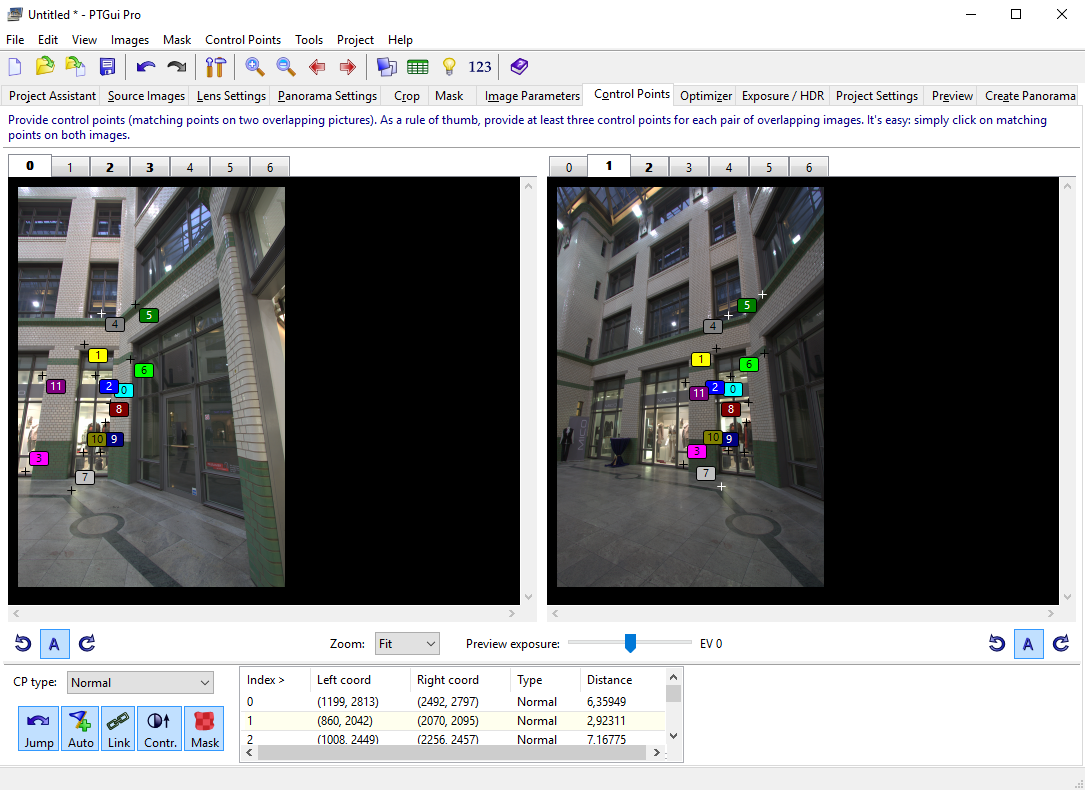 Untitled * - PTGui Pro
File Edit View Images Mask Control Points Tools Project Help
123
Project Assistant Source Images Lens Settings Panorama Settings Crop Mask Image Parameters Control Points Optimizer Exposure / HDR Project Settings Preview Create Panorama
Provide control points (matching points on two overlapping pictures). As a rule of thumb, provide at least three control points for each pair of overlapping images. It's easy: simply click on matching
points on both images.
0 1 2 3 4 5 6 0 1 2 3 4 5 6
5 5
4 4
1 1
6 6
11 2 0 11 2 0
8 8
10 9 10 9
3 3
7 7
MICO
A Zoom: Fit Preview exposure: EV 0 A
CP type: Normal
Jump Auto Link Contr. Mask
Index > Left coord Right coord Type Distance
0 (1199, 2813) (2492, 2797) Normal 6,35949
1 (860, 2042) (2070, 2095) Normal 2,92311
2 (1008, 2449) (2256, 2457) Normal 7,16775